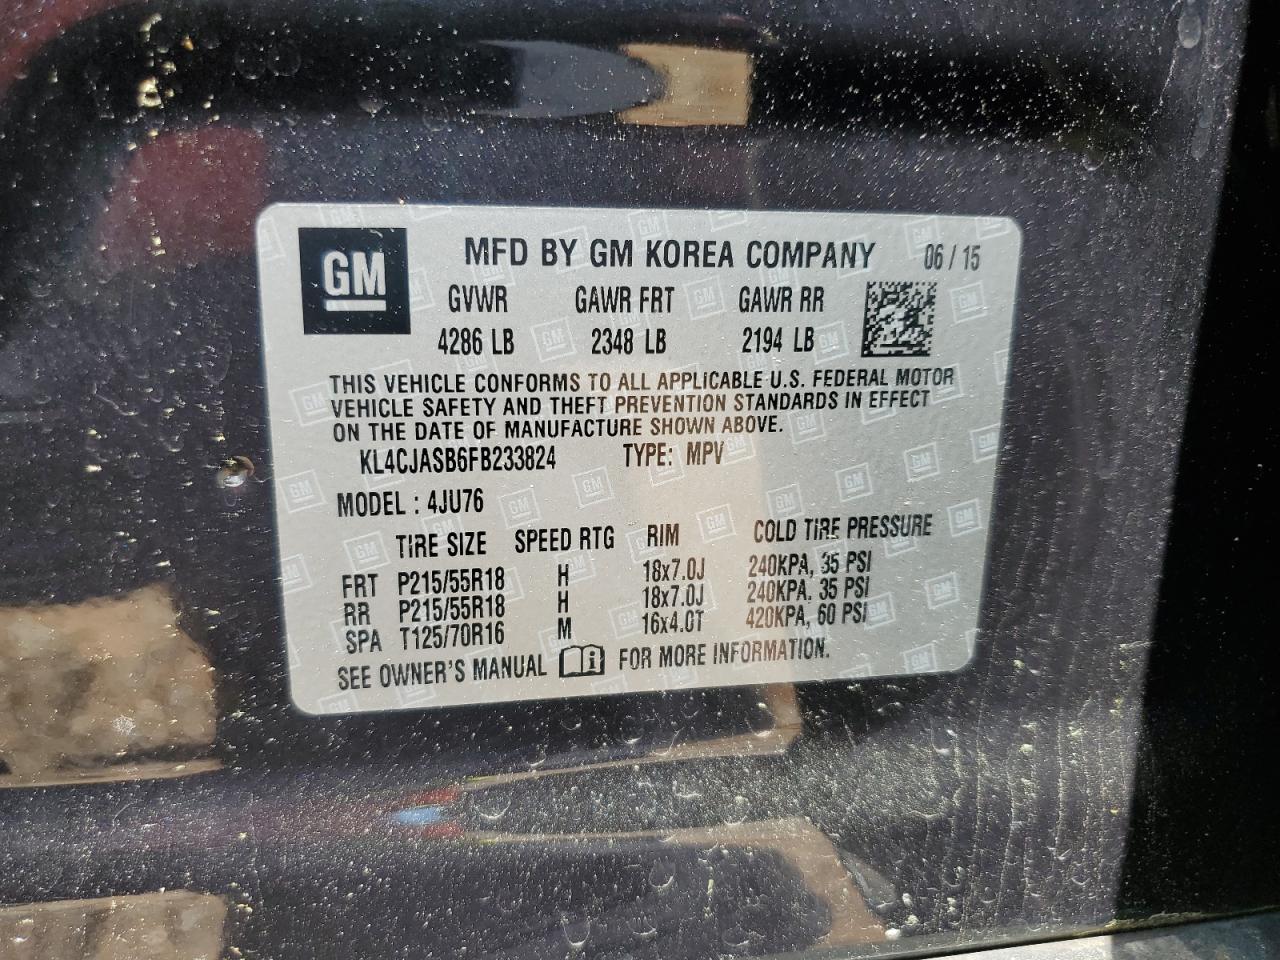 GM
MFD BY GM KOREA COMPANY 06 / 15
GVWR GAWR FRT GAWR RR
4286 LB 2348 LB 2194 LB
THIS VEHICLE CONFORMS TO ALL APPLICABLE U.S. FEDERAL MOTOR
VEHICLE SAFETY AND THEFT PREVENTION STANDARDS IN EFFECT
ON THE DATE OF MANUFACTURE SHOWN ABOVE.
KL4CJASB6FB233824 TYPE: MPV
MODEL : 4JU76
TIRE SIZE SPEED RTG RIM COLD TIRE PRESSURE
FRT P215/55R18 H 18x7.0J 240KPA, 35 PSI
RR P215/55R18 H 18x7.0J 240KPA, 35 PSI
SPA T125/70R16 M 16x4.0T 420KPA, 60 PSI
SEE OWNER'S MANUAL FOR MORE INFORMATION.